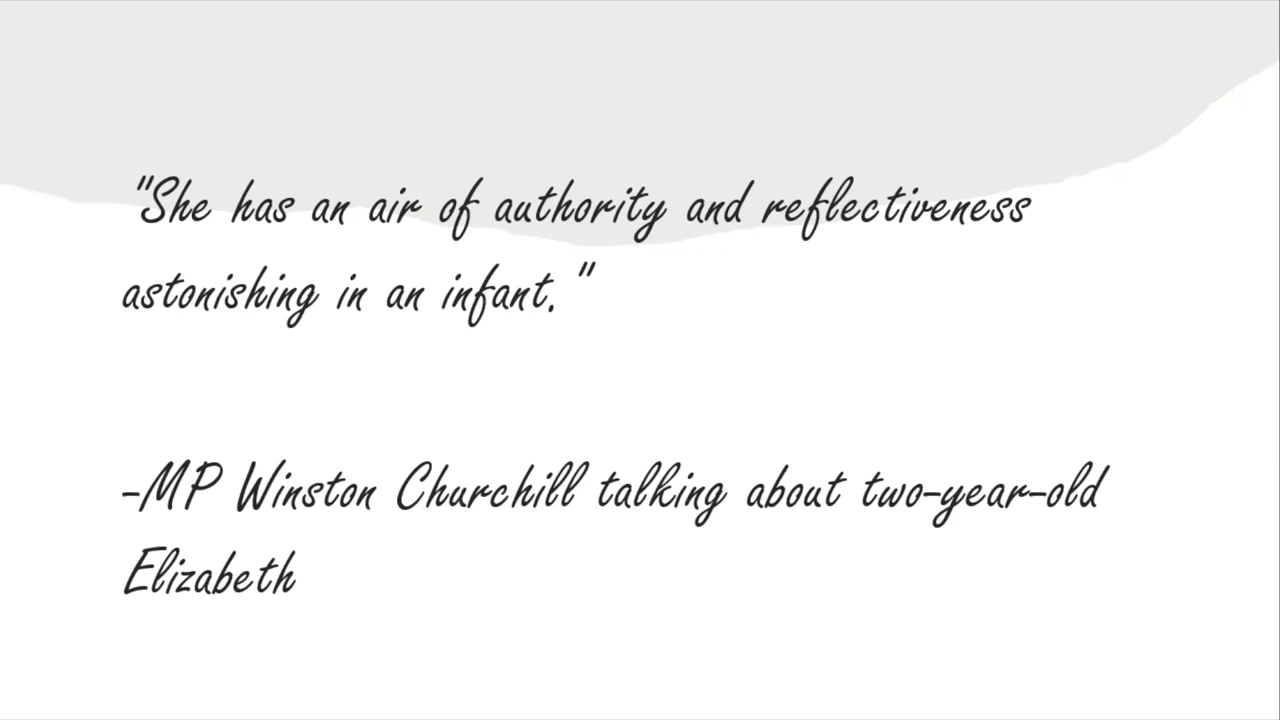 "She has an air of authority and reflectiveness
astonishing in an infant."
-MP Winston Churchill talking about two-year-old
Elizabeth